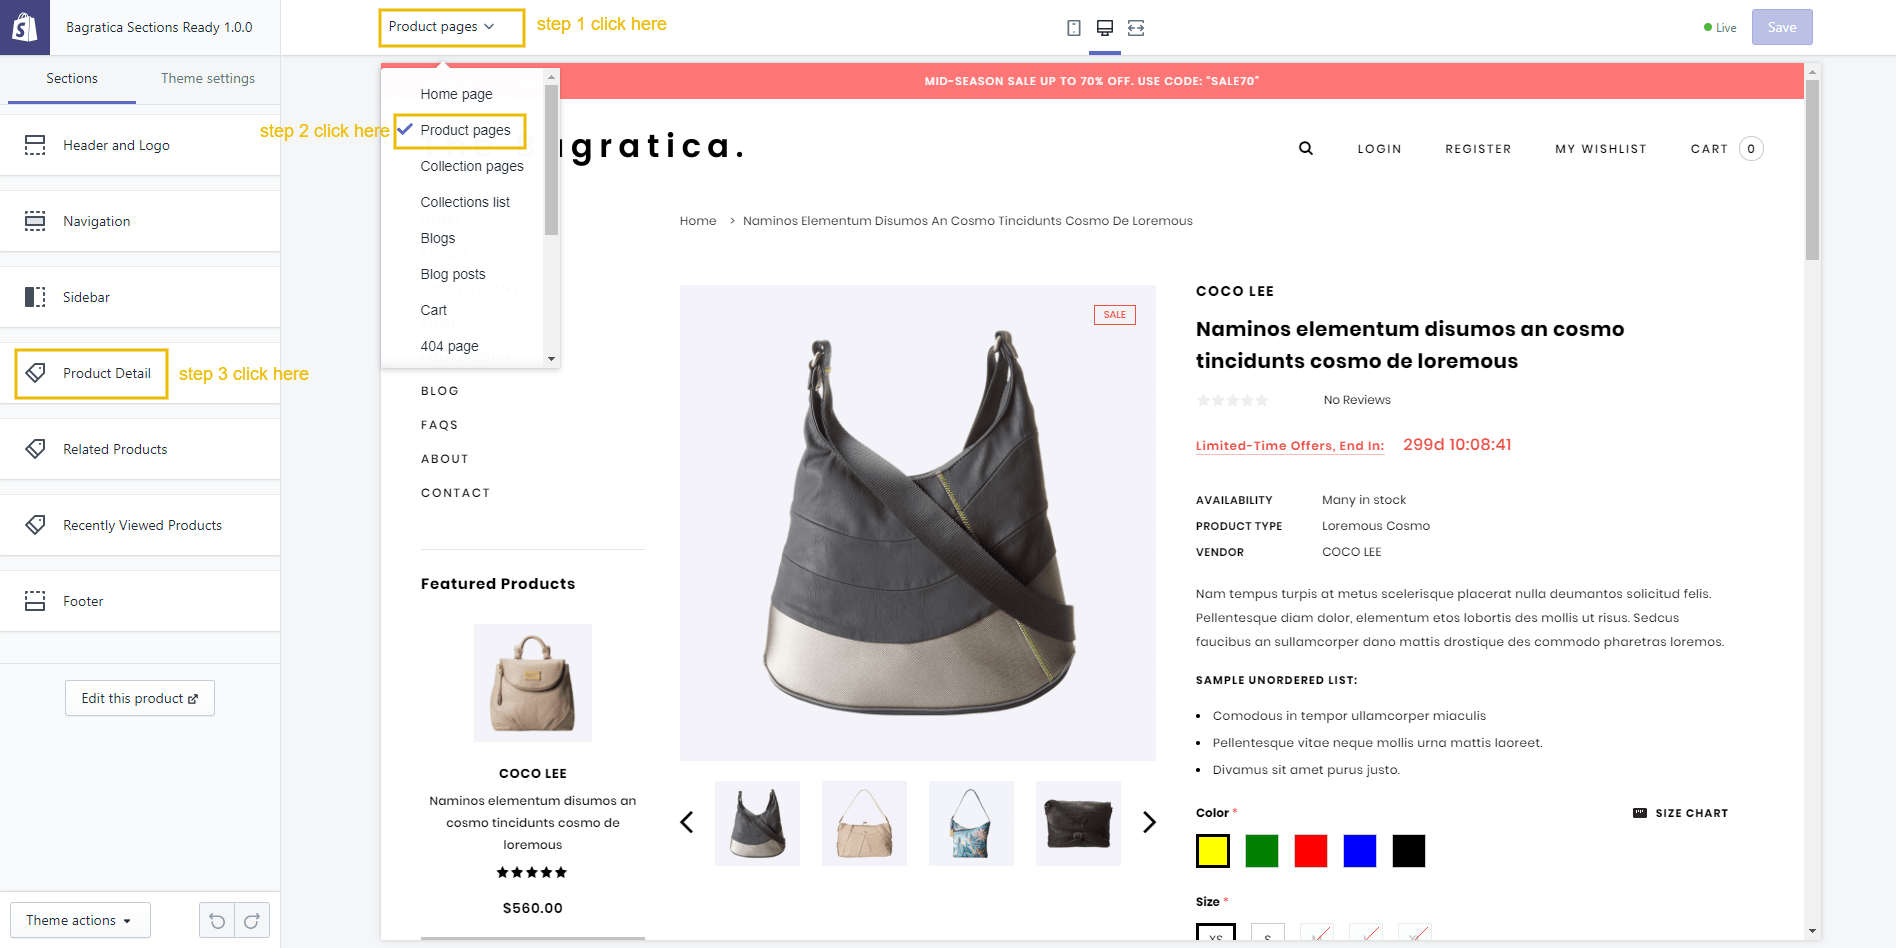 Bagratica Sections Ready 1.0.0
Product pages
step 1 click here
Live
Save
Sections
Theme settings
Header and Logo
Navigation
Sidebar
Product Detail
step 3 click here
Related Products
Recently Viewed Products
Footer
Edit this product
Theme actions
Home page
step 2 click here
Product pages
Collection pages
Collections list
Blogs
Blog posts
Cart
404 page
MID-SEASON SALE UP TO 70% OFF. USE CODE: "SALE70"
agratica.
LOGIN
REGISTER
MY WISHLIST
CART 0
Home > Naminos Elementum Disumos An Cosmo Tincidunts Cosmo De Loremous
BLOG
FAQS
ABOUT
CONTACT
Featured Products
COCO LEE
Naminos elementum disumos an
cosmo tincidunts cosmo de
loremous
$560.00
SALE
COCO LEE
Naminos elementum disumos an cosmo
tincidunts cosmo de loremous
No Reviews
Limited-Time Offers, End In: 299d 10:08:41
AVAILABILITY Many in stock
PRODUCT TYPE Loremous Cosmo
VENDOR COCO LEE
Nam tempus turpis at metus scelerisque placerat nulla deumantos solicitud felis.
Pellentesque diam dolor, elementum etos lobortis des mollis ut risus. Sedcus
faucibus an sullamcorper dano mattis drostique des commodo pharetras loremos.
SAMPLE UNORDERED LIST:
• Comodous in tempor ullamcorper miaculis
• Pellentesque vitae neque mollis urna mattis laoreet.
• Divamus sit amet purus justo.
Color *
SIZE CHART
Size *
XS S